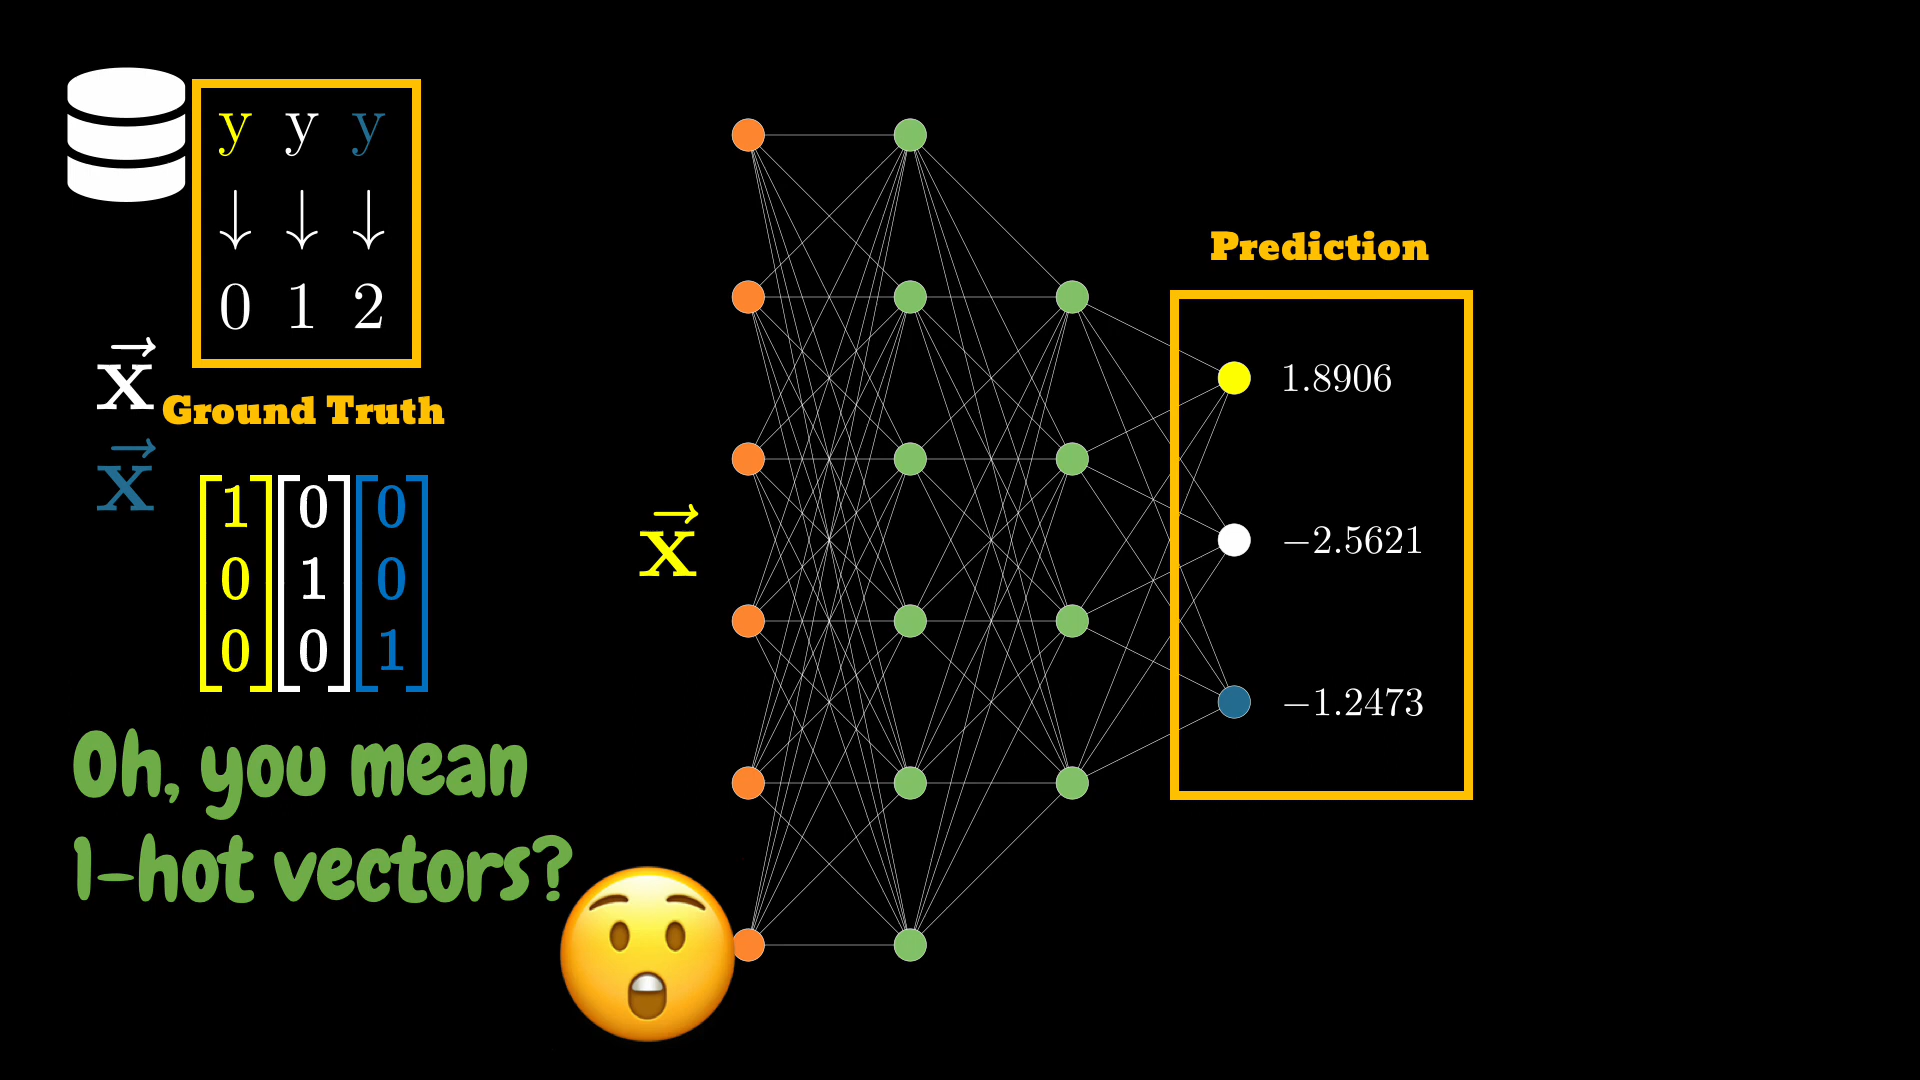 y y y
↓ ↓ ↓
0 1 2
x⃗
Ground Truth
x⃗
1 0 0
0 1 0
0 0 1
Oh, you mean
1-hot vectors?
x⃗
Prediction
1.8906
−2.5621
−1.2473